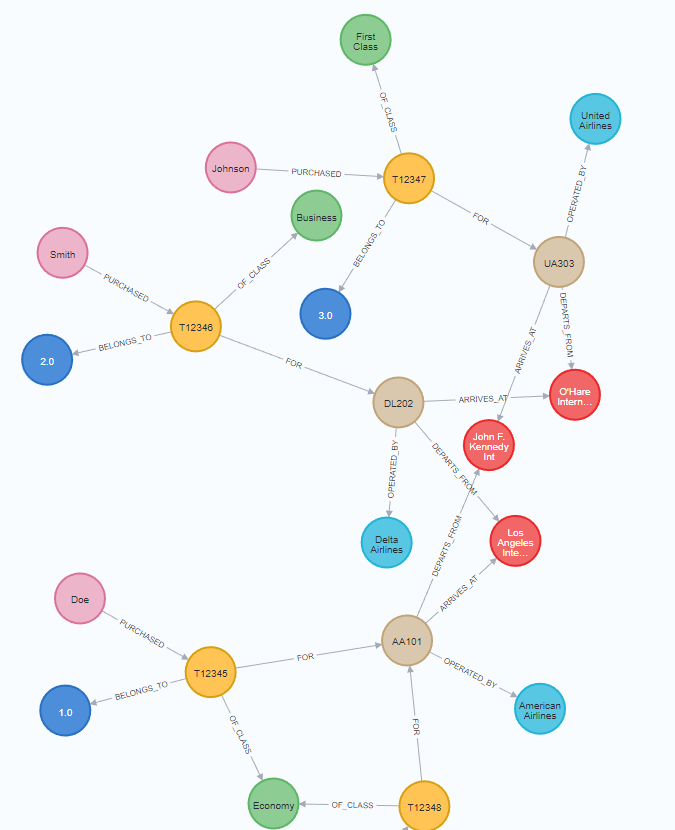 First
Class
United
Airlines
OF_CLASS
Johnson
PURCHASED
T12347
OPERATED_BY
Business
FOR
BELONGS_TO
Smith
OF_CLASS
UA303
PURCHASED
3.0
DEPARTS_FROM
T12346
ARRIVES_AT
BELONGS_TO
2.0
FOR
DL202
ARRIVES_AT
O'Hare
Intern...
John F.
Kennedy
Int
OPERATED_BY
DEPARTS_FROM
Delta
Airlines
Los
Angeles
Inte...
DEPARTS_FROM
ARRIVES_AT
Doe
PURCHASED
AA101
FOR
T12345
OPERATED_BY
BELONGS_TO
1.0
American
Airlines
OF_CLASS
FOR
Economy
OF_CLASS
T12348